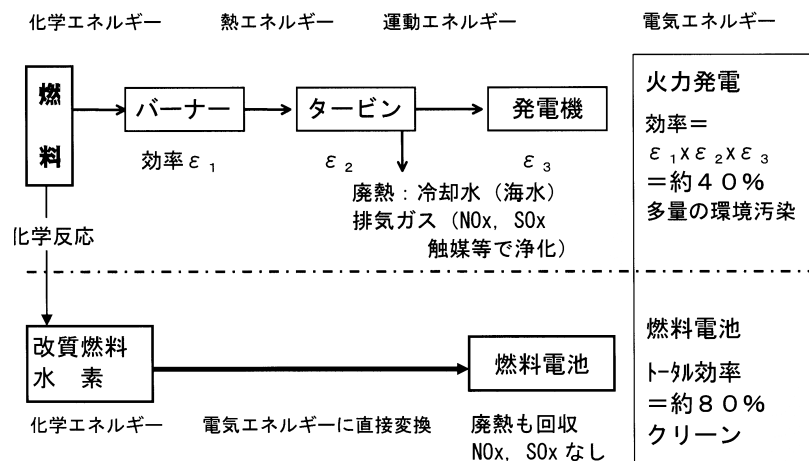 化学エネルギー 熱エネルギー 運動エネルギー 電気エネルギー
燃料
バーナー
タービン
発電機
火力発電
効率ε₁
ε₂
ε₃
効率＝
ε₁xε₂xε₃
＝約４０％
多量の環境汚染
廃熱：冷却水（海水）
排気ガス（NOx, SOx
触媒等で浄化）
化学反応
改質燃料
水　素
燃料電池
燃料電池
ﾄｰﾀﾙ効率
＝約８０％
クリーン
化学エネルギー
電気エネルギーに直接変換
廃熱も回収
NOx, SOx なし